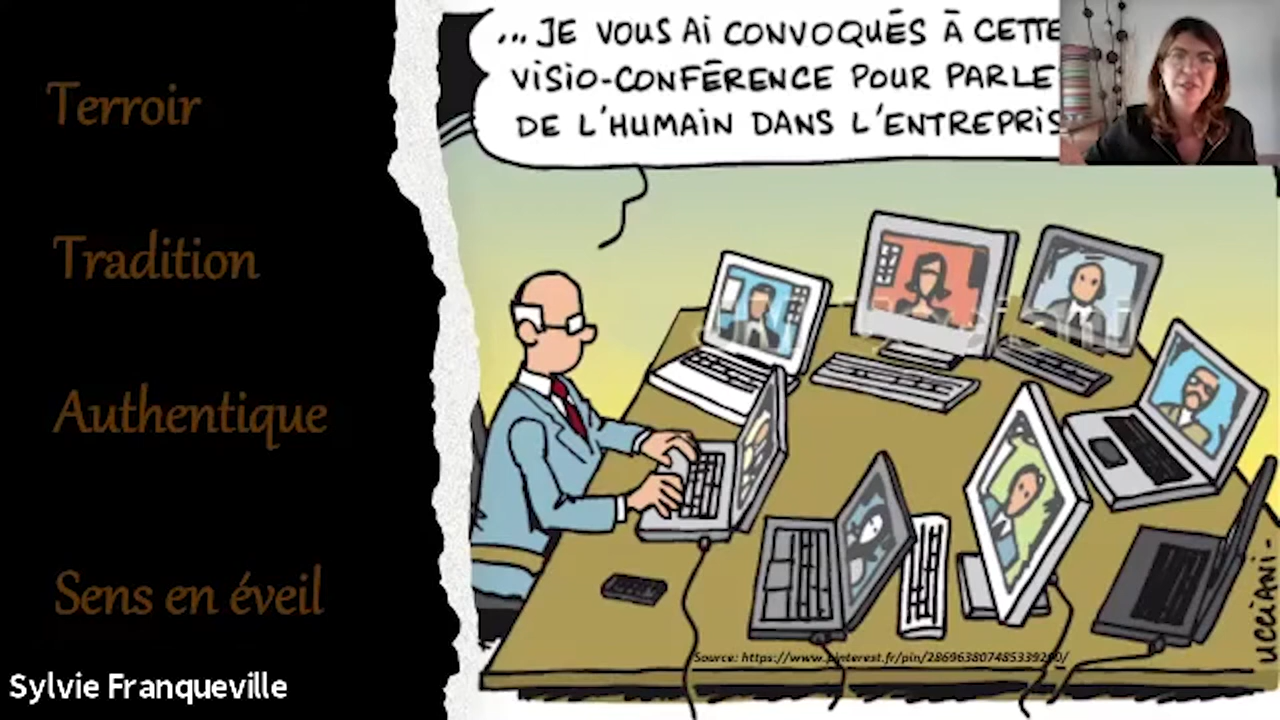 Terroir
Tradition
Authentique
Sens en éveil
Sylvie Franqueville
... JE VOUS AI CONVOQUÉS À CETTE
VISIO-CONFÉRENCE POUR PARLE
DE L'HUMAIN DANS L'ENTREPRIS
UCCIANI-